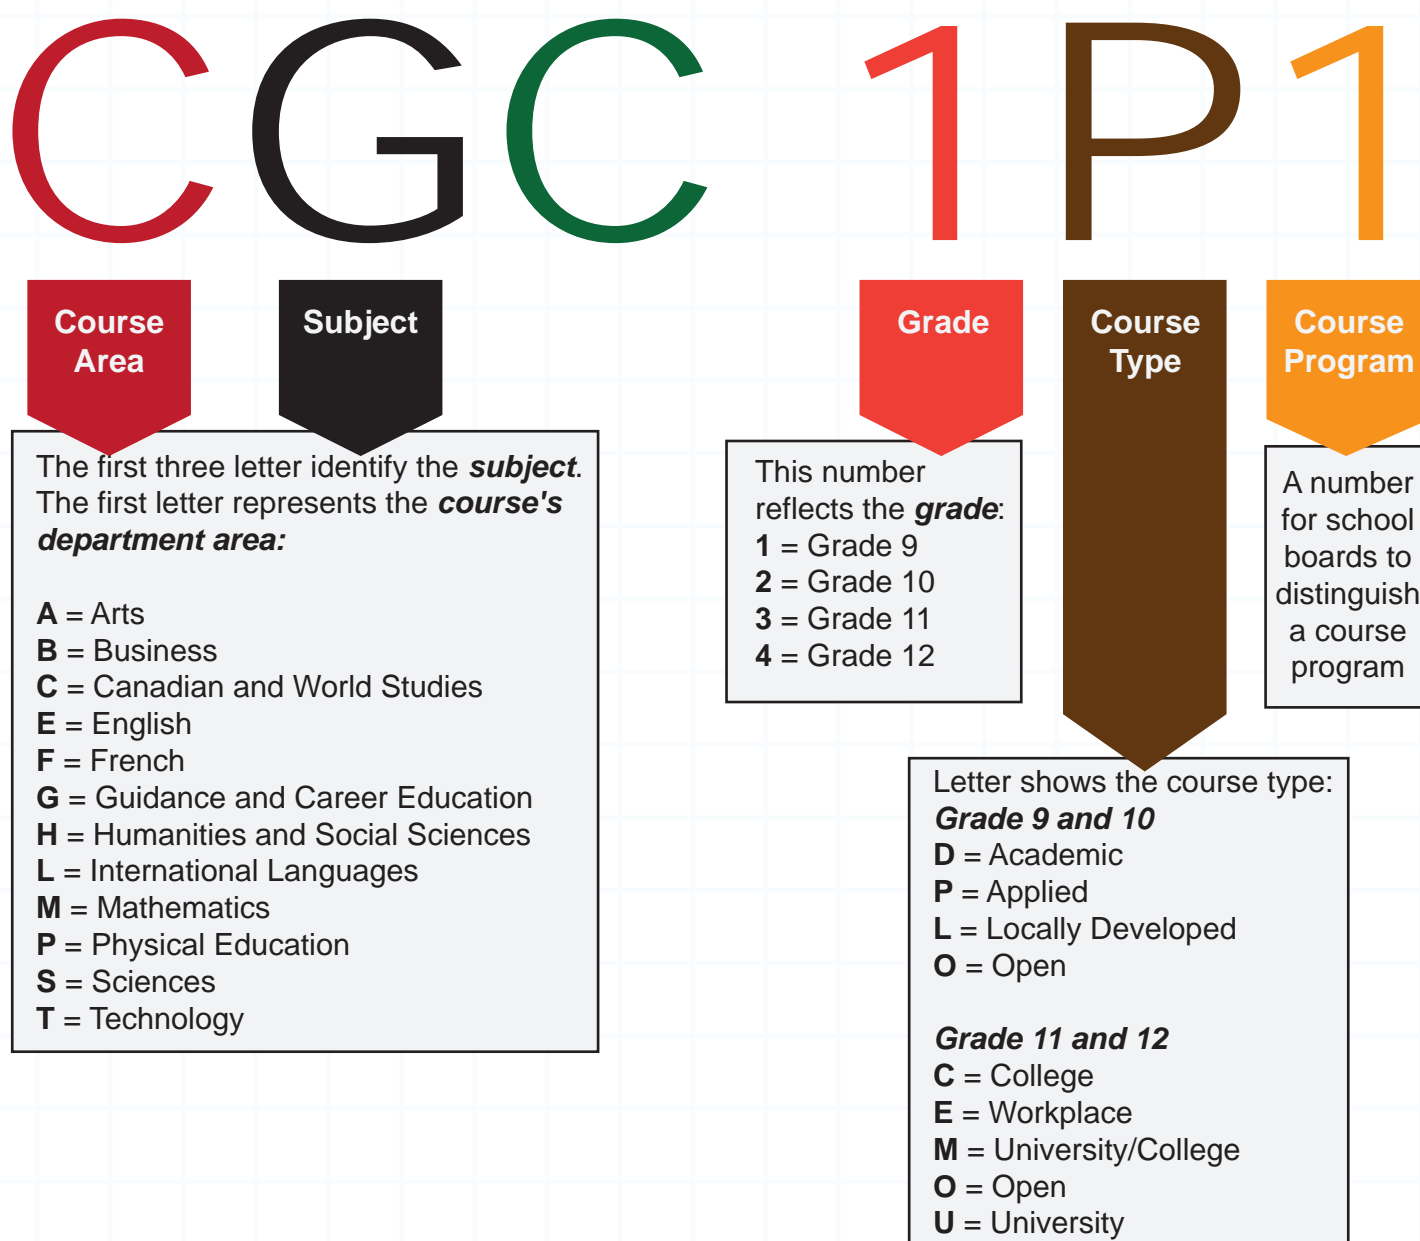 CGC 1P1
Course
Area
Subject
Grade
Course
Type
Course
Program
The first three letter identify the subject.
The first letter represents the course's
department area:
A = Arts
B = Business
C = Canadian and World Studies
E = English
F = French
G = Guidance and Career Education
H = Humanities and Social Sciences
L = International Languages
M = Mathematics
P = Physical Education
S = Sciences
T = Technology
This number
reflects the grade:
1 = Grade 9
2 = Grade 10
3 = Grade 11
4 = Grade 12
A number
for school
boards to
distinguish
a course
program
Letter shows the course type:
Grade 9 and 10
D = Academic
P = Applied
L = Locally Developed
O = Open
Grade 11 and 12
C = College
E = Workplace
M = University/College
O = Open
U = University